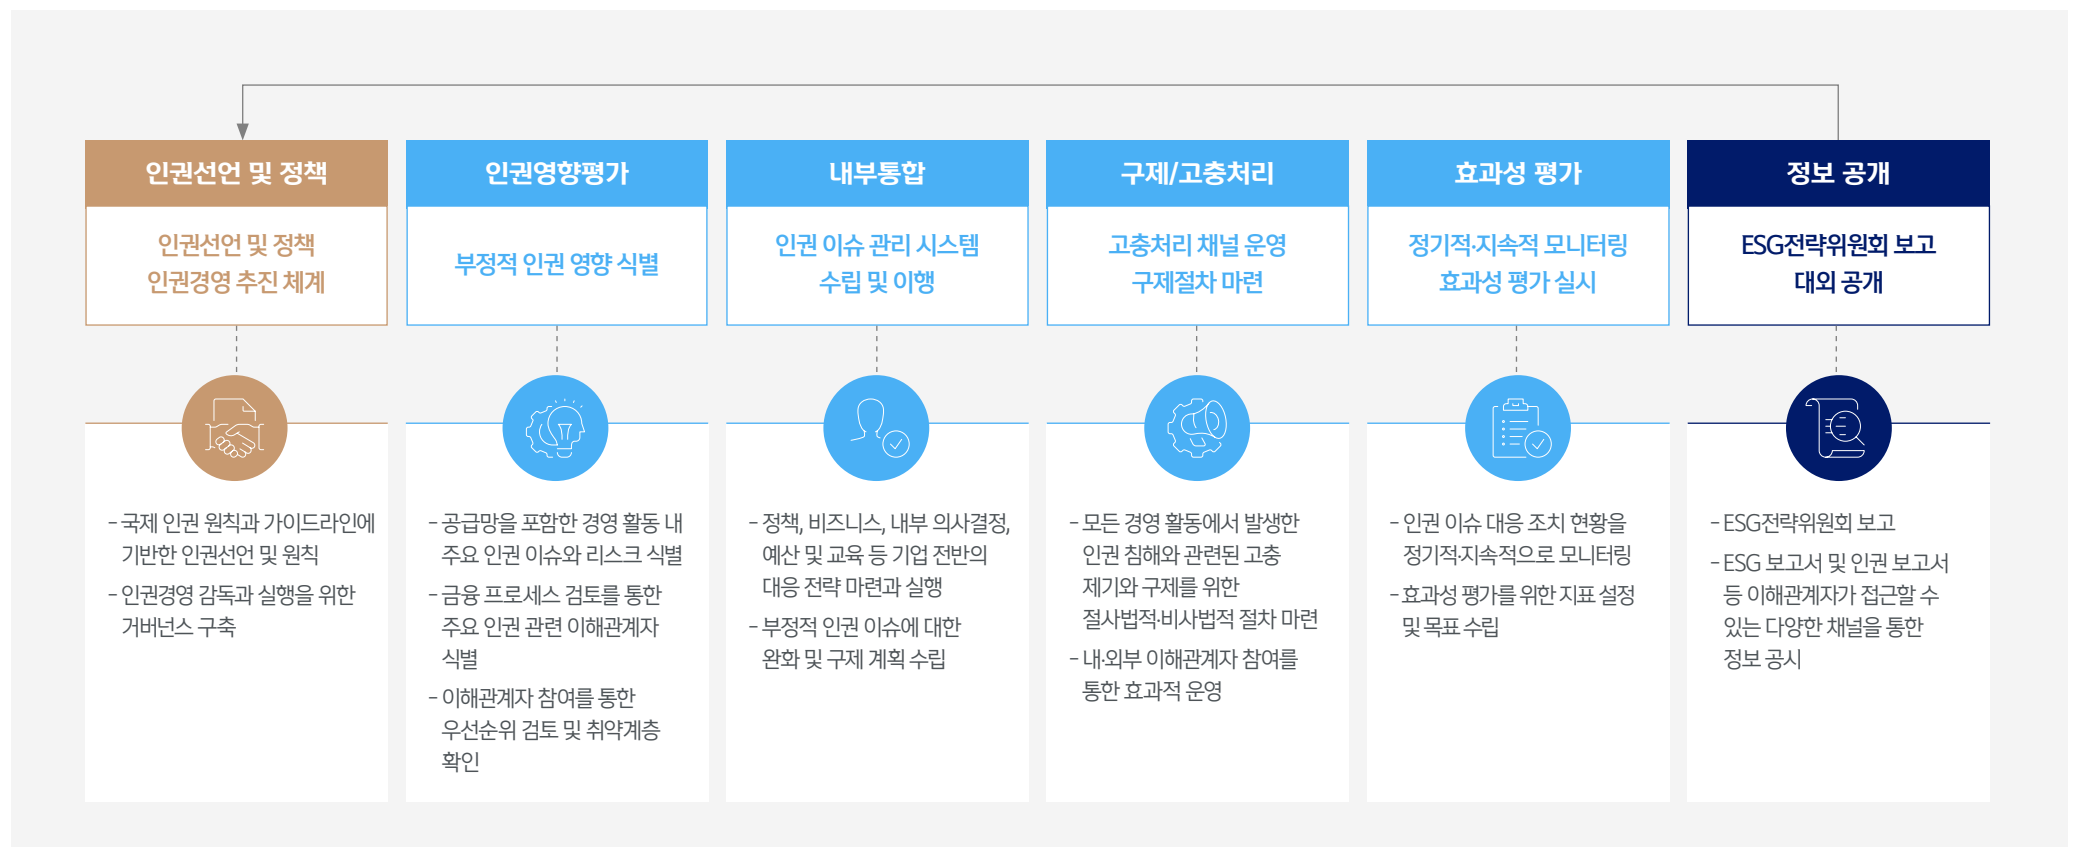 인권선언 및 정책
인권선언 및 정책
인권경영 추진 체계
- 국제 인권 원칙과 가이드라인에
기반한 인권선언 및 원칙
- 인권경영 감독과 실행을 위한
거버넌스 구축
인권영향평가
부정적 인권 영향 식별
- 공급망을 포함한 경영 활동 내
주요 인권 이슈와 리스크 식별
- 금융 프로세스 검토를 통한
주요 인권 관련 이해관계자
식별
- 이해관계자 참여를 통한
우선순위 검토 및 취약계층
확인
내부통합
인권 이슈 관리 시스템
수립 및 이행
- 정책, 비즈니스, 내부 의사결정,
예산 및 교육 등 기업 전반의
대응 전략 마련과 실행
- 부정적 인권 이슈에 대한
완화 및 구제 계획 수립
구제/고충처리
고충처리 채널 운영
구제절차 마련
- 모든 경영 활동에서 발생한
인권 침해와 관련된 고충
제기와 구제를 위한
절사법적·비사법적 절차 마련
- 내·외부 이해관계자 참여를
통한 효과적 운영
효과성 평가
정기적·지속적 모니터링
효과성 평가 실시
- 인권 이슈 대응 조치 현황을
정기적·지속적으로 모니터링
- 효과성 평가를 위한 지표 설정
및 목표 수립
정보 공개
ESG전략위원회 보고
대외 공개
- ESG전략위원회 보고
- ESG 보고서 및 인권 보고서
등 이해관계자가 접근할 수
있는 다양한 채널을 통한
정보 공시